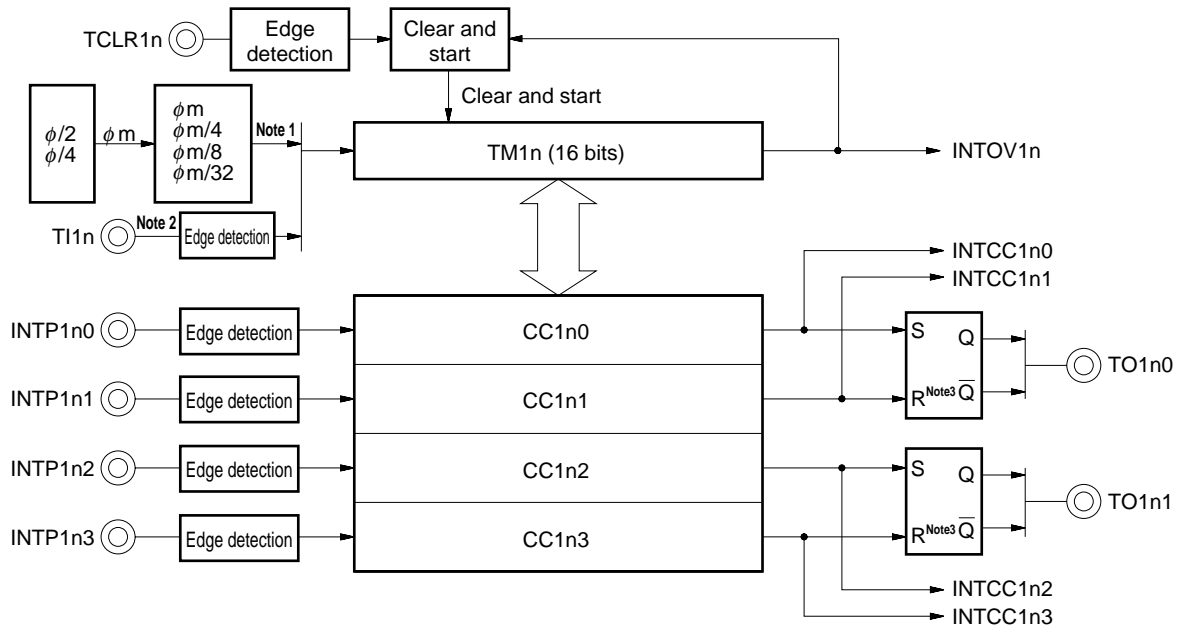 TCLR1n
Edge
detection
Clear and
start
Clear and start
ϕ/2
ϕ/4
ϕm
ϕm
ϕm/4
ϕm/8
ϕm/32
Note 1
TM1n (16 bits)
INTOV1n
TI1n
Note 2
Edge detection
INTCC1n0
INTCC1n1
INTP1n0
Edge detection
CC1n0
S
Q
TO1n0
INTP1n1
Edge detection
CC1n1
R Note3 Q̅
INTP1n2
Edge detection
CC1n2
S
Q
TO1n1
INTP1n3
Edge detection
CC1n3
R Note3 Q̅
INTCC1n2
INTCC1n3